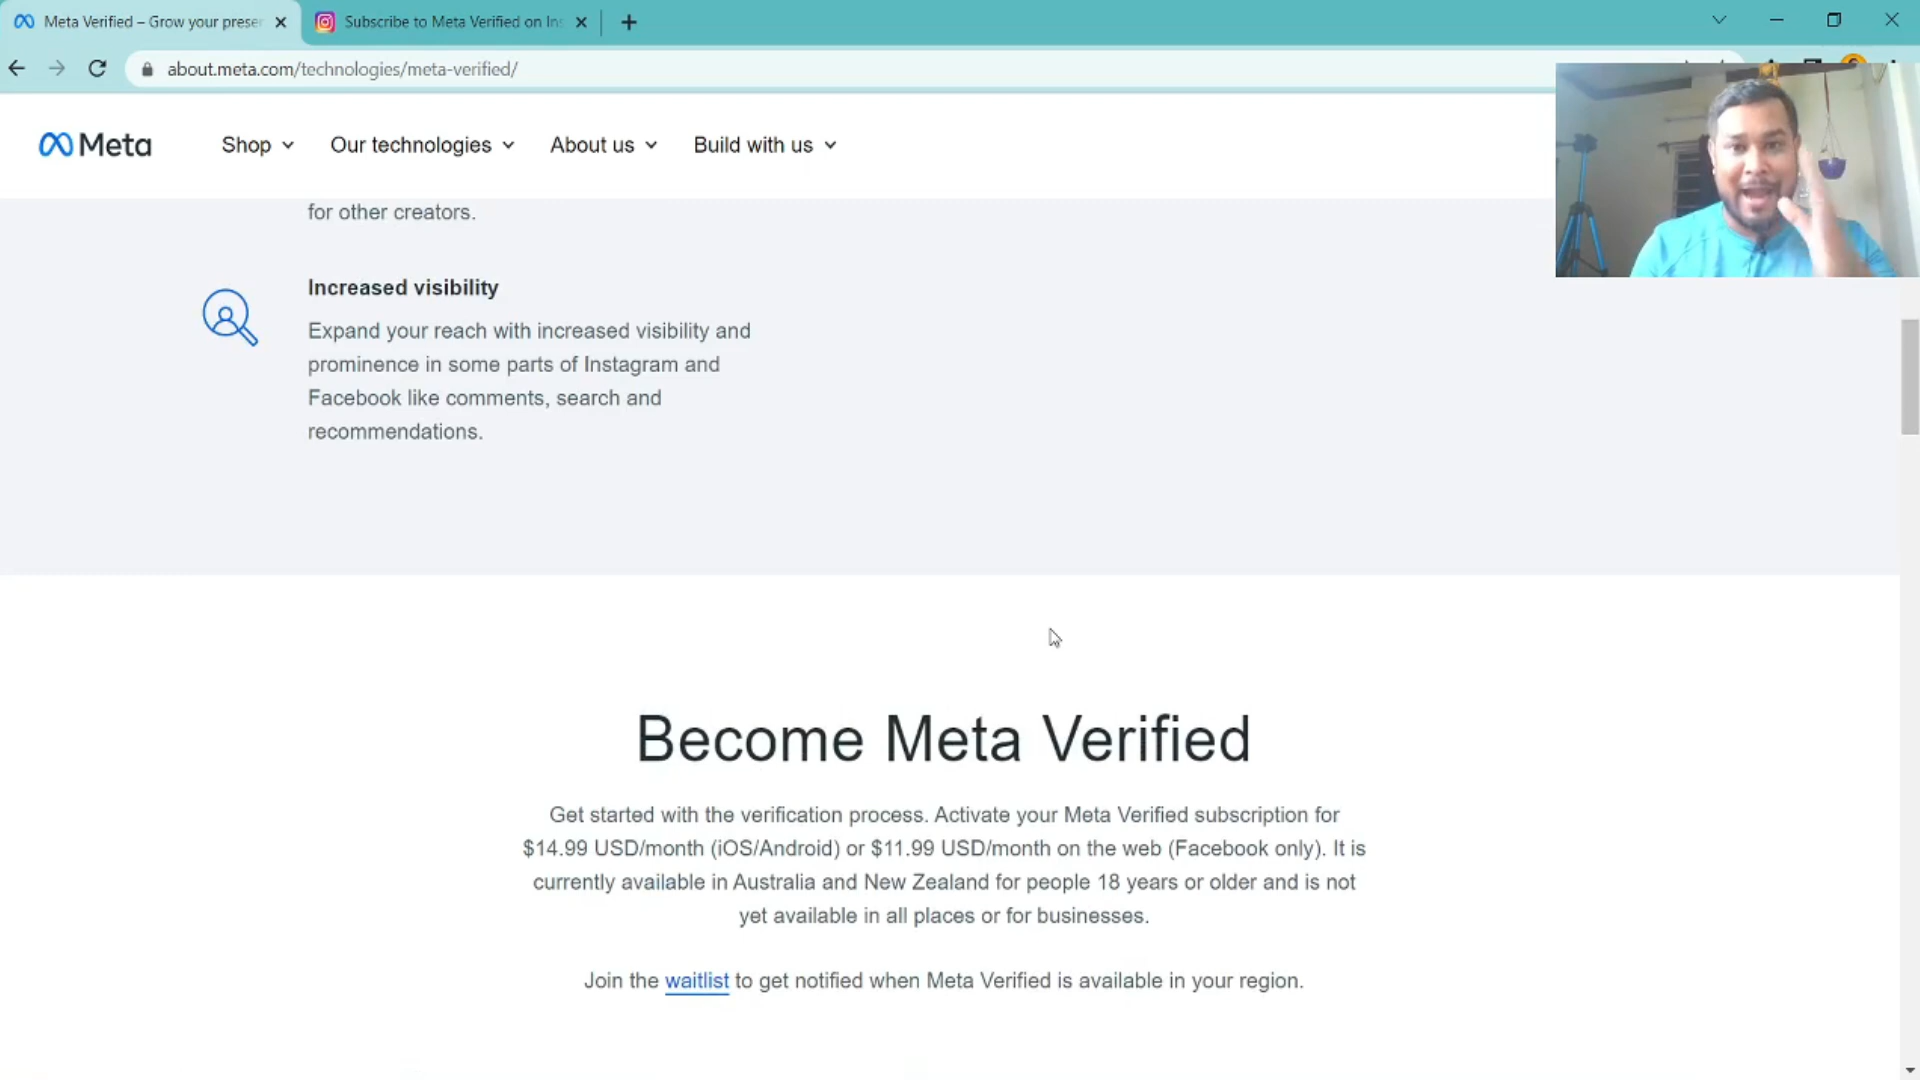 Meta Verified – Grow your prese
Subscribe to Meta Verified on Ins
about.meta.com/technologies/meta-verified/
Meta
Shop
Our technologies
About us
Build with us
for other creators.
Increased visibility
Expand your reach with increased visibility and
prominence in some parts of Instagram and
Facebook like comments, search and
recommendations.
Become Meta Verified
Get started with the verification process. Activate your Meta Verified subscription for
$14.99 USD/month (iOS/Android) or $11.99 USD/month on the web (Facebook only). It is
currently available in Australia and New Zealand for people 18 years or older and is not
yet available in all places or for businesses.
Join the waitlist to get notified when Meta Verified is available in your region.